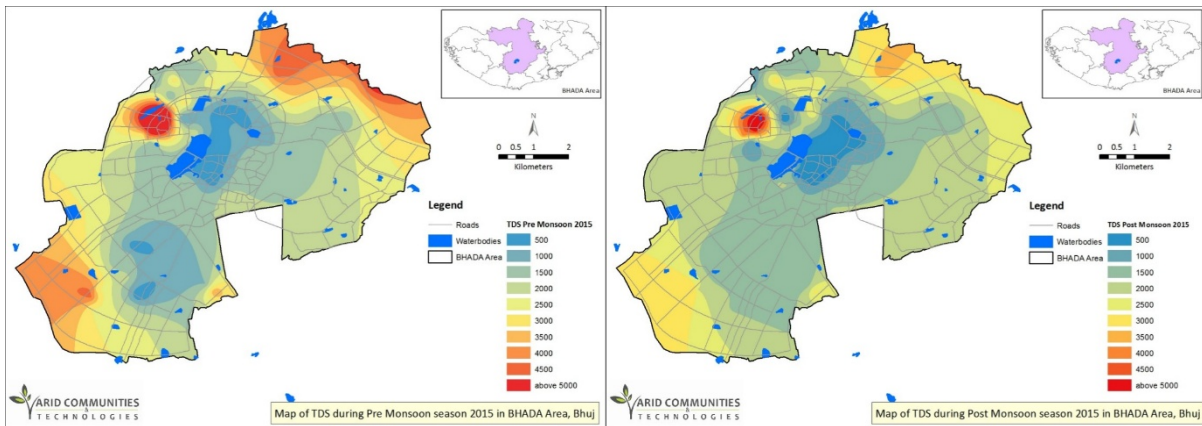 BHADA Area
N
0 0.5 1 2
Kilometers
Legend
Roads
Waterbodies
BHADA Area
TDS Pre Monsoon 2015
500
1000
1500
2000
2500
3000
3500
4000
4500
above 5000
ARID COMMUNITIES
&
TECHNOLOGIES
Map of TDS during Pre Monsoon season 2015 in BHADA Area, Bhuj
BHADA Area
N
0 0.5 1 2
Kilometers
Legend
Roads
Waterbodies
BHADA Area
TDS Post Monsoon 2015
500
1000
1500
2000
2500
3000
3500
4000
4500
above 5000
ARID COMMUNITIES
&
TECHNOLOGIES
Map of TDS during Post Monsoon season 2015 in BHADA Area, Bhuj